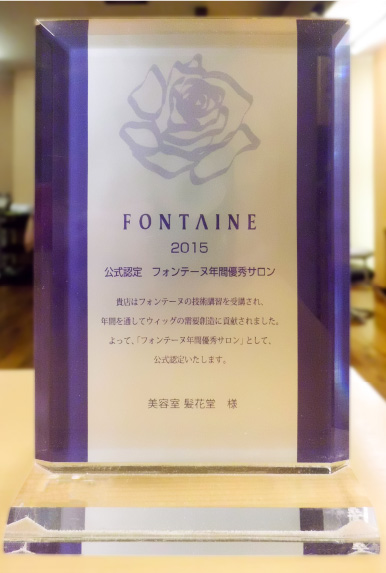 FONTAINE
2015
公式認定 フォンテーヌ年間優秀サロン
貴店はフォンテーヌの技術講習を受講され、
年間を通してウィッグの需要創造に貢献されました。
よって、「フォンテーヌ年間優秀サロン」として、
公式認定いたします。
美容室 髪花堂 様